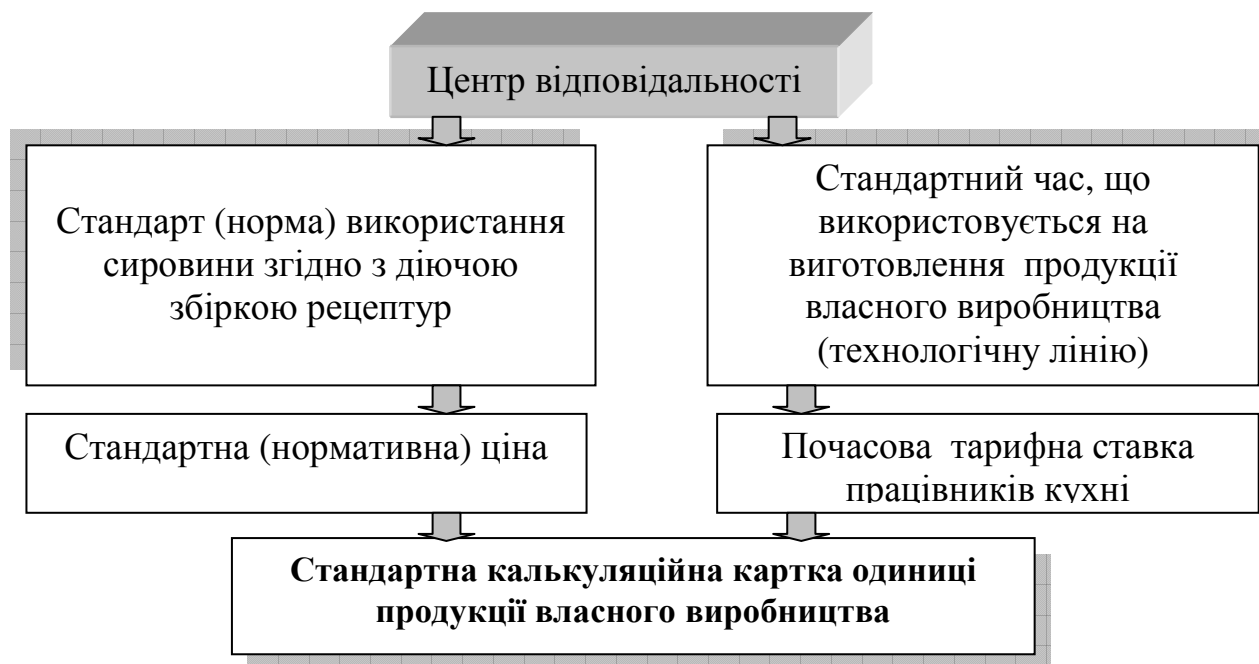 Центр відповідальності
Стандарт (норма) використання
сировини згідно з діючою
збіркою рецептур
Стандартний час, що
використовується на
виготовлення продукції
власного виробництва
(технологічну лінію)
Стандартна (нормативна) ціна
Почасова тарифна ставка
працівників кухні
Стандартна калькуляційна картка одиниці
продукції власного виробництва